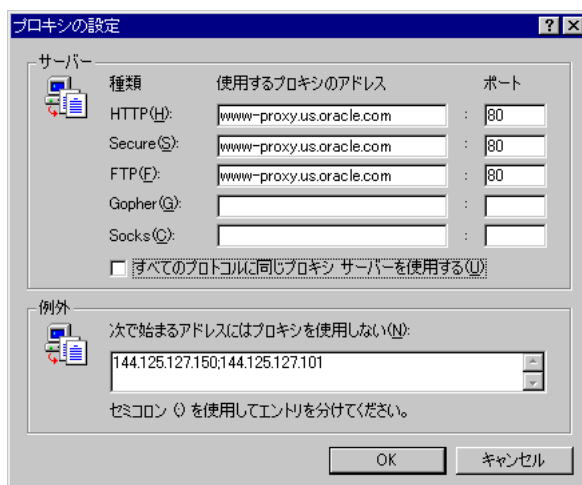 プロキシの設定
サーバー
種類 使用するプロキシのアドレス ポート
HTTP(H): www-proxy.us.oracle.com : 80
Secure(S): www-proxy.us.oracle.com : 80
FTP(F): www-proxy.us.oracle.com : 80
Gopher(G): :
Socks(C): :
すべてのプロトコルに同じプロキシ サーバーを使用する(U)
例外
次で始まるアドレスにはプロキシを使用しない(N):
144.125.127.150;144.125.127.101
セミコロン (;) を使用してエントリを分けてください。
OK キャンセル